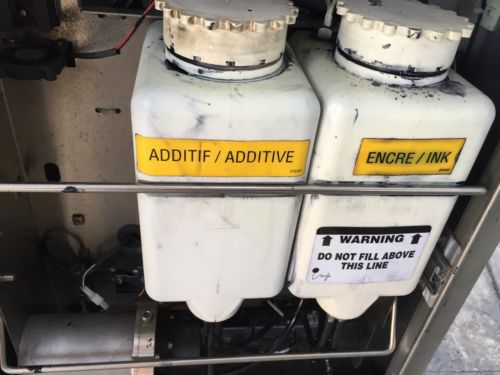 ADDITIF / ADDITIVE
ENCRE / INK
WARNING
DO NOT FILL ABOVE
THIS LINE